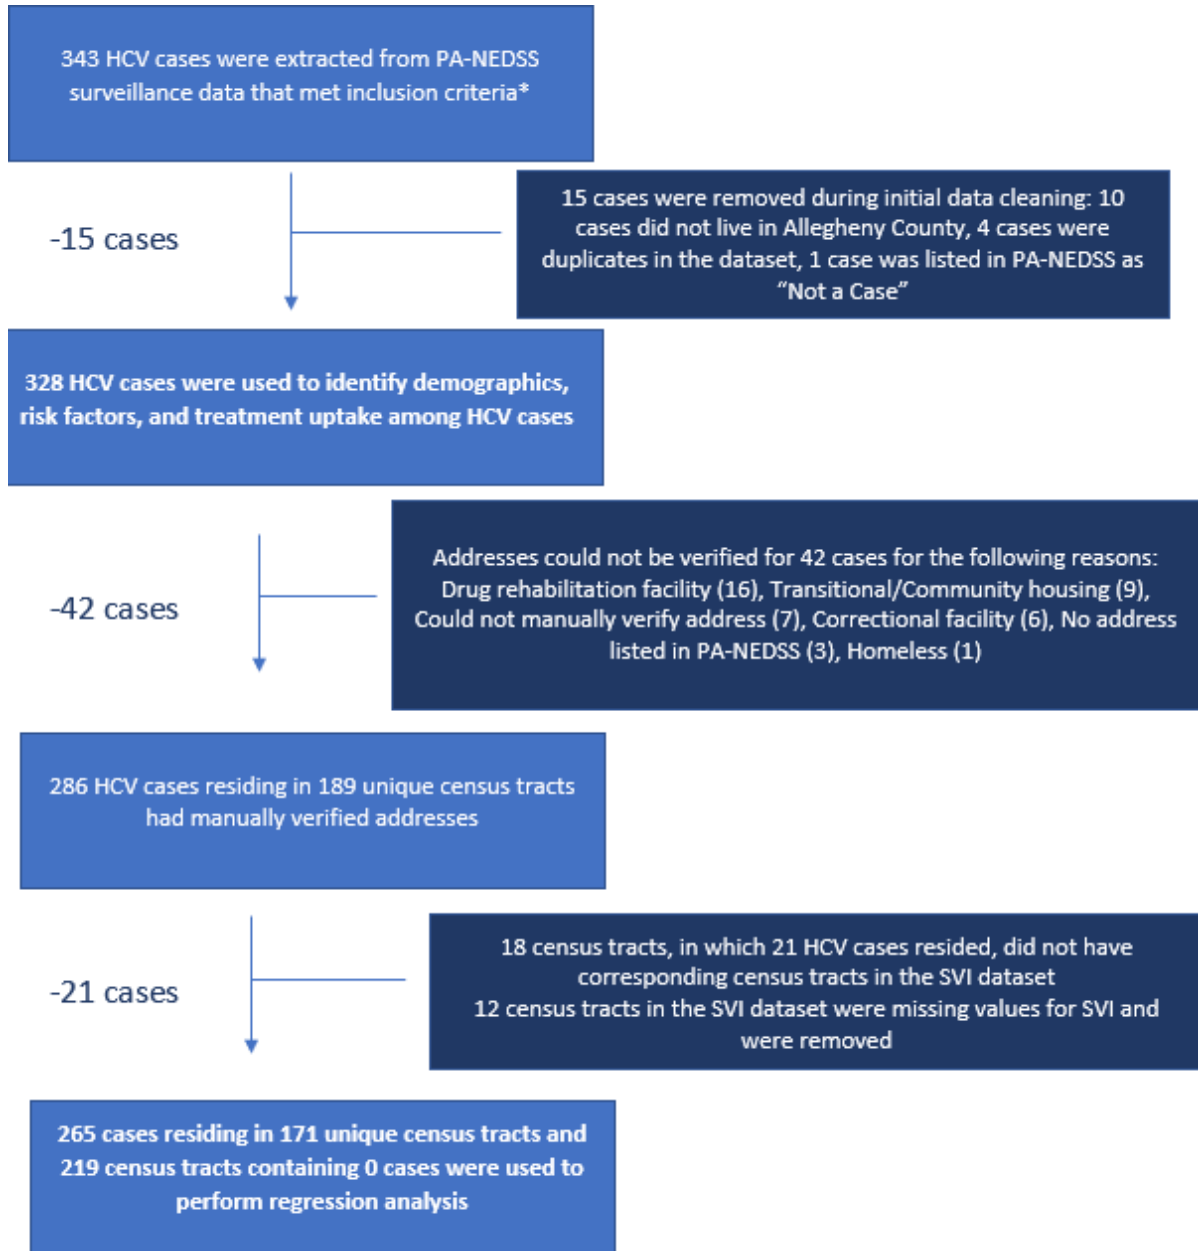 343 HCV cases were extracted from PA-NEDSS
surveillance data that met inclusion criteria*
-15 cases
15 cases were removed during initial data cleaning: 10
cases did not live in Allegheny County, 4 cases were
duplicates in the dataset, 1 case was listed in PA-NEDSS as
“Not a Case”
328 HCV cases were used to identify demographics,
risk factors, and treatment uptake among HCV cases
-42 cases
Addresses could not be verified for 42 cases for the following reasons:
Drug rehabilitation facility (16), Transitional/Community housing (9),
Could not manually verify address (7), Correctional facility (6), No address
listed in PA-NEDSS (3), Homeless (1)
286 HCV cases residing in 189 unique census tracts
had manually verified addresses
-21 cases
18 census tracts, in which 21 HCV cases resided, did not have
corresponding census tracts in the SVI dataset
12 census tracts in the SVI dataset were missing values for SVI and
were removed
265 cases residing in 171 unique census tracts and
219 census tracts containing 0 cases were used to
perform regression analysis